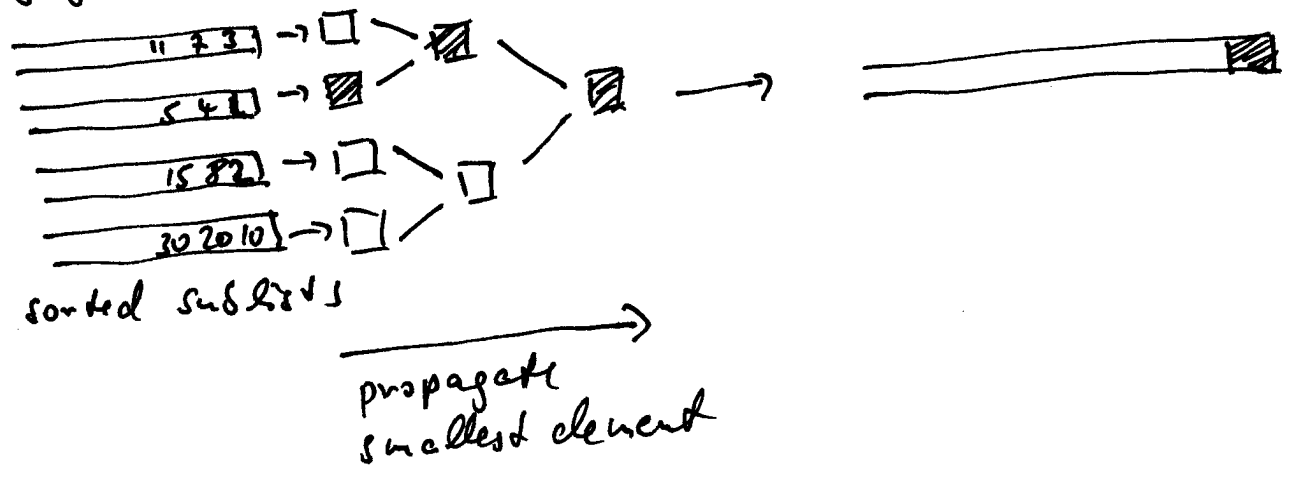 11 7 3
5 4 1
15 8 2
30 20 10
sorted sublists
propagate
smallest element